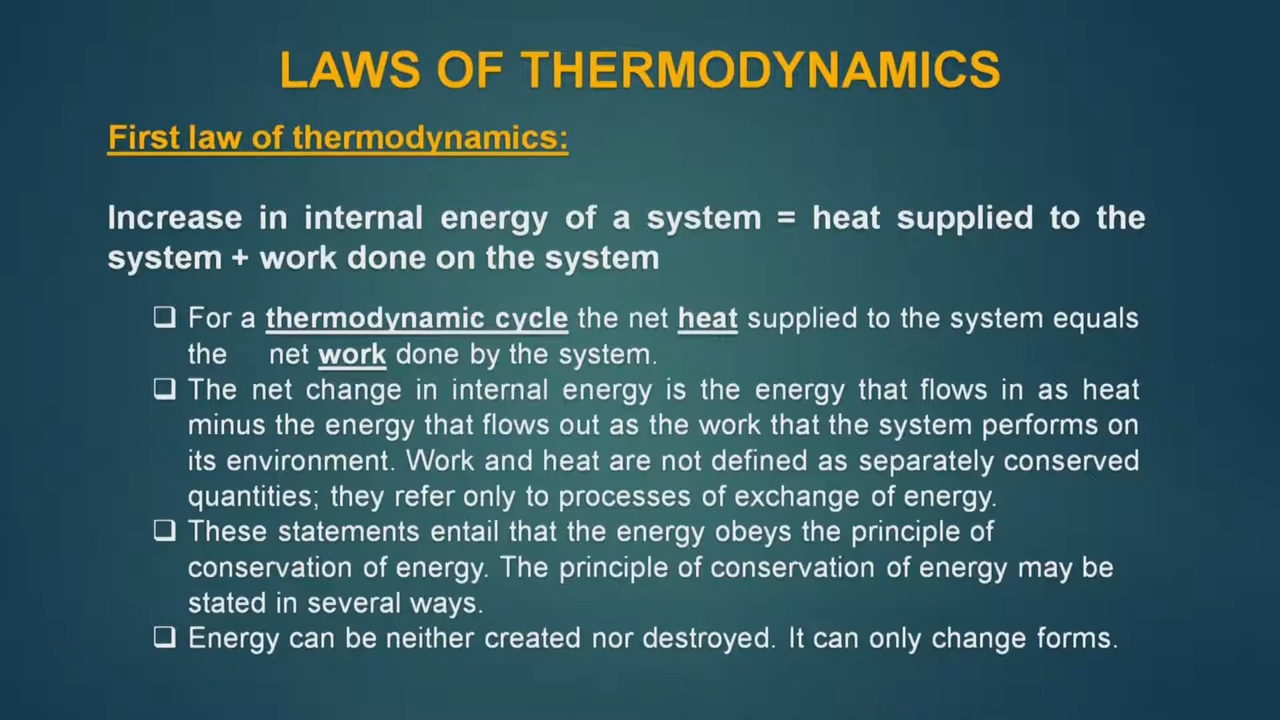 LAWS OF THERMODYNAMICS
First law of thermodynamics:
Increase in internal energy of a system = heat supplied to the
system + work done on the system
❑ For a thermodynamic cycle the net heat supplied to the system equals
the net work done by the system.
❑ The net change in internal energy is the energy that flows in as heat
minus the energy that flows out as the work that the system performs on
its environment. Work and heat are not defined as separately conserved
quantities; they refer only to processes of exchange of energy.
❑ These statements entail that the energy obeys the principle of
conservation of energy. The principle of conservation of energy may be
stated in several ways.
❑ Energy can be neither created nor destroyed. It can only change forms.